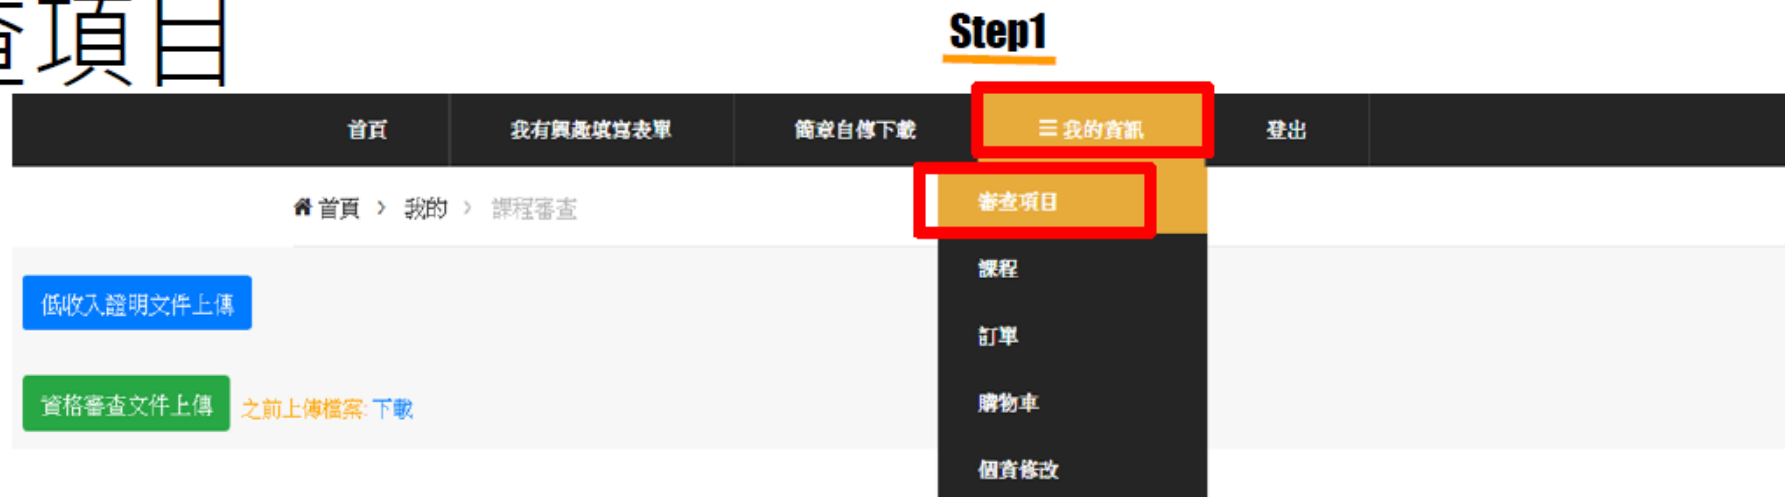 查項目
Step1
首頁 我有興趣填寫表單 簡章自傳下載 我的資訊 登出
首頁 > 我的 > 課程審查
審查項目
課程
訂單
購物車
個資修改
低收入證明文件上傳
資格審查文件上傳 之前上傳檔案: 下載